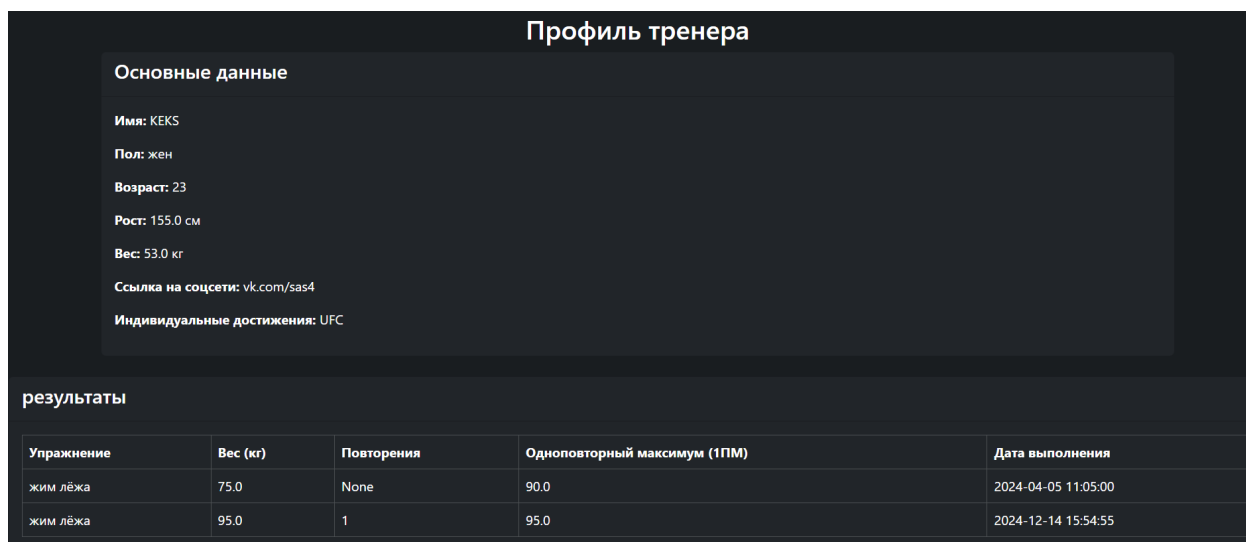 Профиль тренера
Основные данные
Имя: KEKS
Пол: жен
Возраст: 23
Рост: 155.0 см
Вес: 53.0 кг
Ссылка на соцсети: vk.com/sas4
Индивидуальные достижения: UFC
результаты
Упражнение Вес (кг) Повторения Одноповторный максимум (1ПМ) Дата выполнения
жим лёжа 75.0 None 90.0 2024-04-05 11:05:00
жим лёжа 95.0 1 95.0 2024-12-14 15:54:55